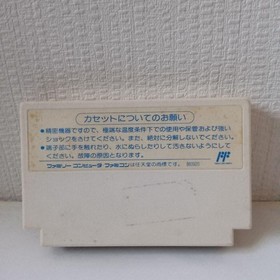 カセットについてのお願い
●精密機器ですので、極端な温度条件下での使用や保管および強い
ショックをさけてください。また、絶対に分解しないでください。
●端子部に手を触れたり、水にぬらしたりして汚さないようにして
ください。故障の原因となります。
ファミリーコンピュータ ファミコンは任天堂の商標です。